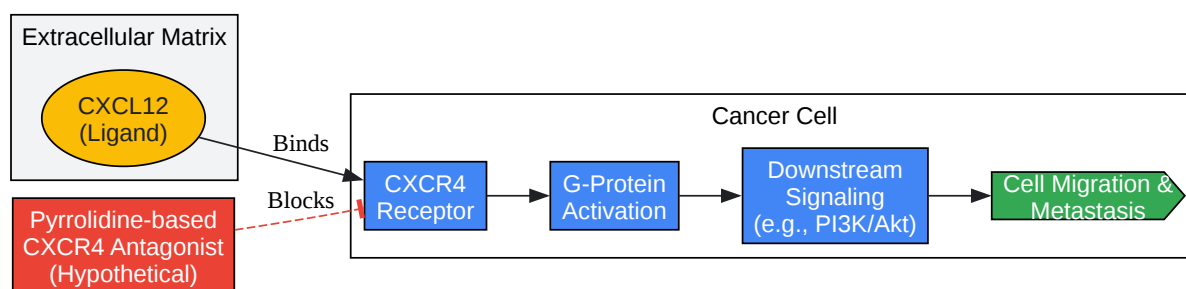 Extracellular Matrix
CXCL12
(Ligand)
Binds
Blocks
Pyrrolidine-based
CXCR4 Antagonist
(Hypothetical)
Cancer Cell
CXCR4
Receptor
G-Protein
Activation
Downstream
Signaling
(e.g., PI3K/Akt)
Cell Migration &
Metastasis